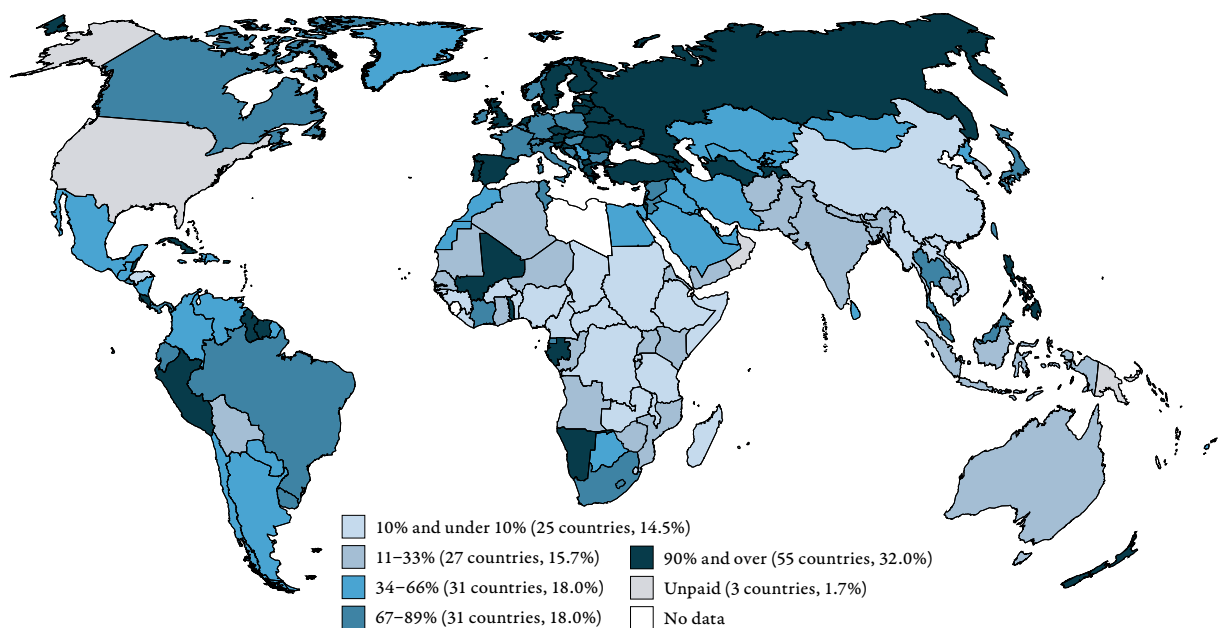 10% and under 10% (25 countries, 14.5%)
11–33% (27 countries, 15.7%)
34–66% (31 countries, 18.0%)
67–89% (31 countries, 18.0%)
90% and over (55 countries, 32.0%)
Unpaid (3 countries, 1.7%)
No data